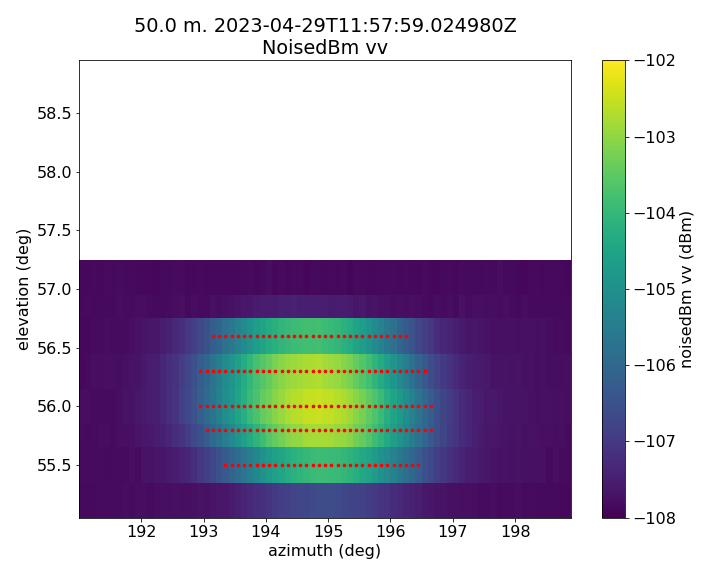 50.0 m. 2023-04-29T11:57:59.024980Z
NoisedBm vv
58.5
58.0
57.5
57.0
56.5
56.0
55.5
elevation (deg)
192 193 194 195 196 197 198
azimuth (deg)
−102
−103
−104
−105
−106
−107
−108
noisedBm vv (dBm)